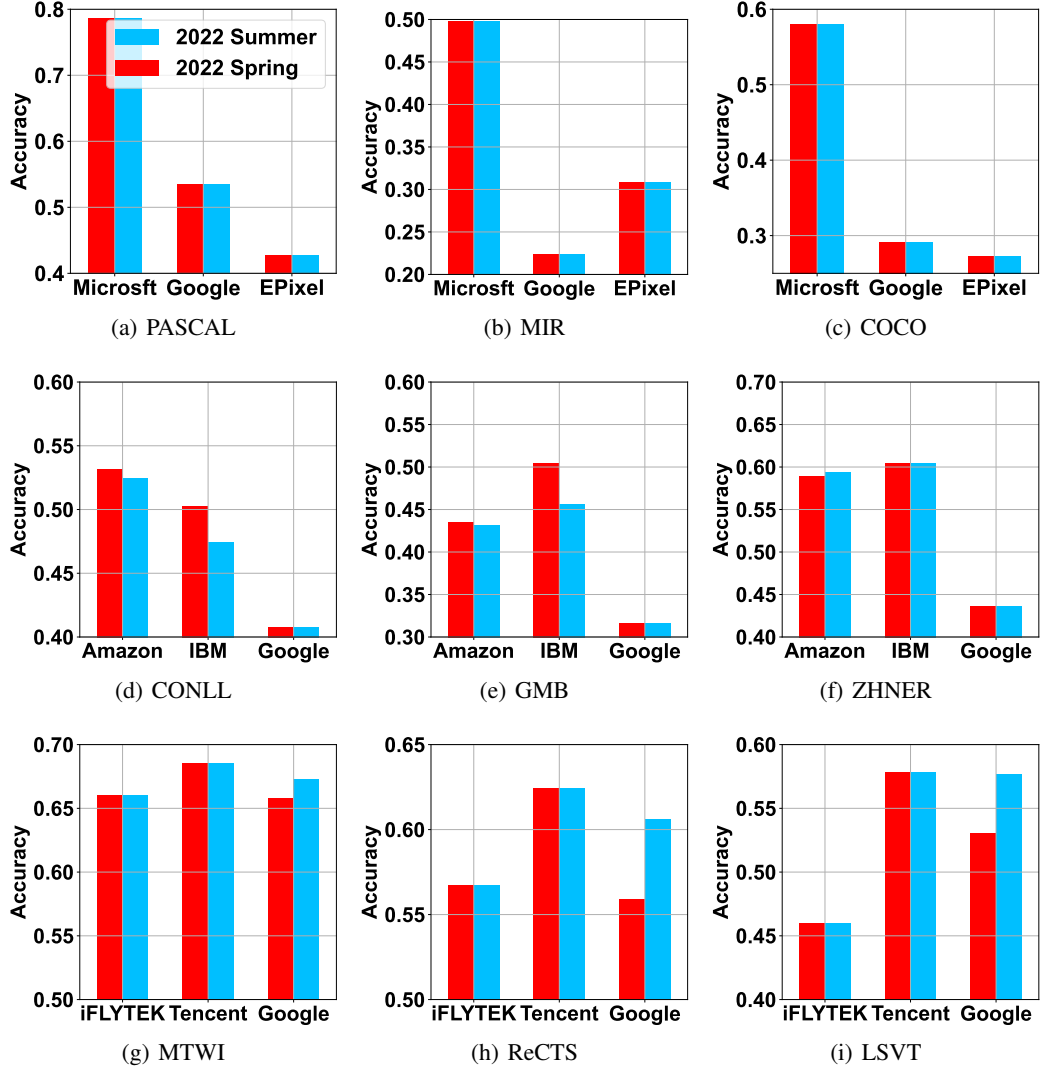 0.8
0.7
0.6
0.5
0.4
Accuracy
2022 Summer
2022 Spring
Microsft Google EPixel
(a) PASCAL
0.50
0.45
0.40
0.35
0.30
0.25
0.20
Accuracy
Microsft Google EPixel
(b) MIR
0.6
0.5
0.4
0.3
Accuracy
Microsft Google EPixel
(c) COCO
0.60
0.55
0.50
0.45
0.40
Accuracy
Amazon IBM Google
(d) CONLL
0.60
0.55
0.50
0.45
0.40
0.35
0.30
Accuracy
Amazon IBM Google
(e) GMB
0.70
0.65
0.60
0.55
0.50
0.45
0.40
Accuracy
Amazon IBM Google
(f) ZHNER
0.70
0.65
0.60
0.55
0.50
Accuracy
iFLYTEK Tencent Google
(g) MTWI
0.65
0.60
0.55
0.50
Accuracy
iFLYTEK Tencent Google
(h) ReCTS
0.60
0.55
0.50
0.45
0.40
Accuracy
iFLYTEK Tencent Google
(i) LSVT